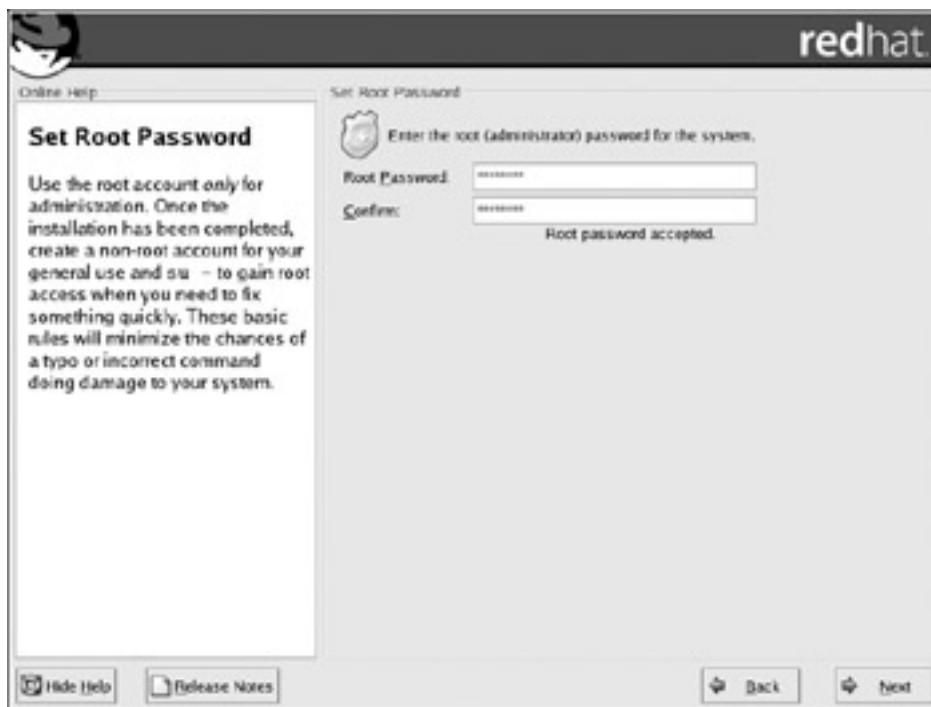 redhat.
Online Help
Set Root Password
Set Root Password
Use the root account only for
administration. Once the
installation has been completed,
create a non-root account for your
general use and su - to gain root
access when you need to fix
something quickly. These basic
rules will minimize the chances of
a typo or incorrect command
doing damage to your system.
Enter the root (administrator) password for the system.
Root Password:
********
Confirm:
********
Root password accepted.
Hide Help
Release Notes
Back
Next